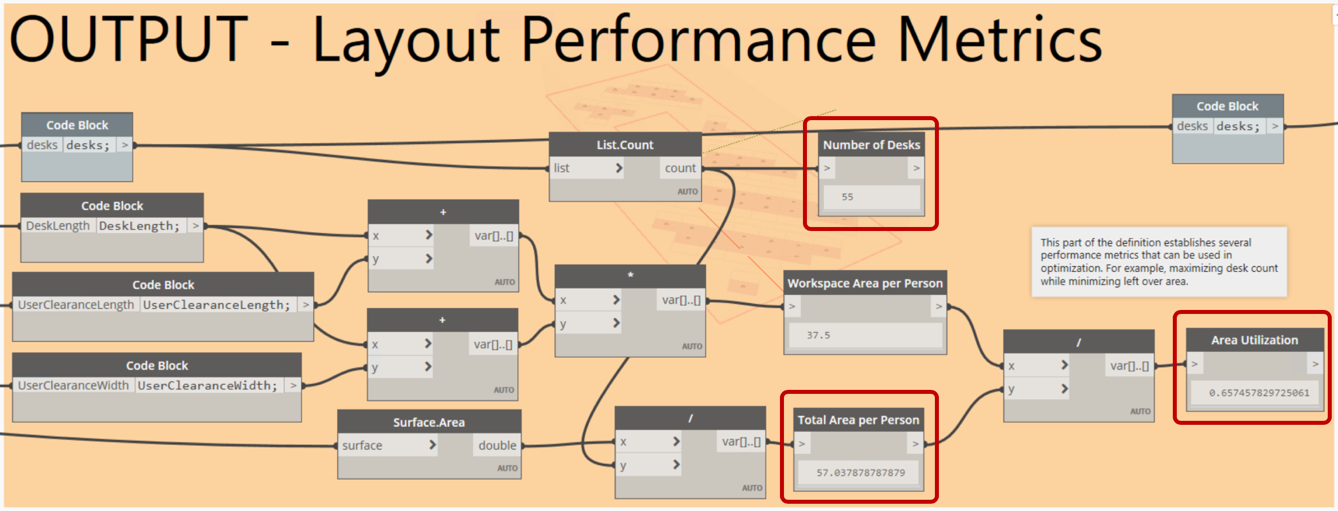 OUTPUT - Layout Performance Metrics
Code Block
desks desks; >
Code Block
DeskLength DeskLength; >
Code Block
UserClearanceLength UserClearanceLength; >
Code Block
UserClearanceWidth UserClearanceWidth; >
+
x > var[]..[]
y >
AUTO
+
x > var[]..[]
y >
AUTO
Surface.Area
surface > double
AUTO
List.Count
list > count
AUTO
*
x > var[]..[]
y >
AUTO
/
x > var[]..[]
y >
AUTO
Number of Desks
> >
55
Workspace Area per Person
> >
37.5
Total Area per Person
> >
57.037878787879
Code Block
desks desks; >
This part of the definition establishes several
performance metrics that can be used in
optimization. For example, maximizing desk count
while minimizing left over area.
/
x > var[]..[]
y >
AUTO
Area Utilization
> >
0.657457829725061